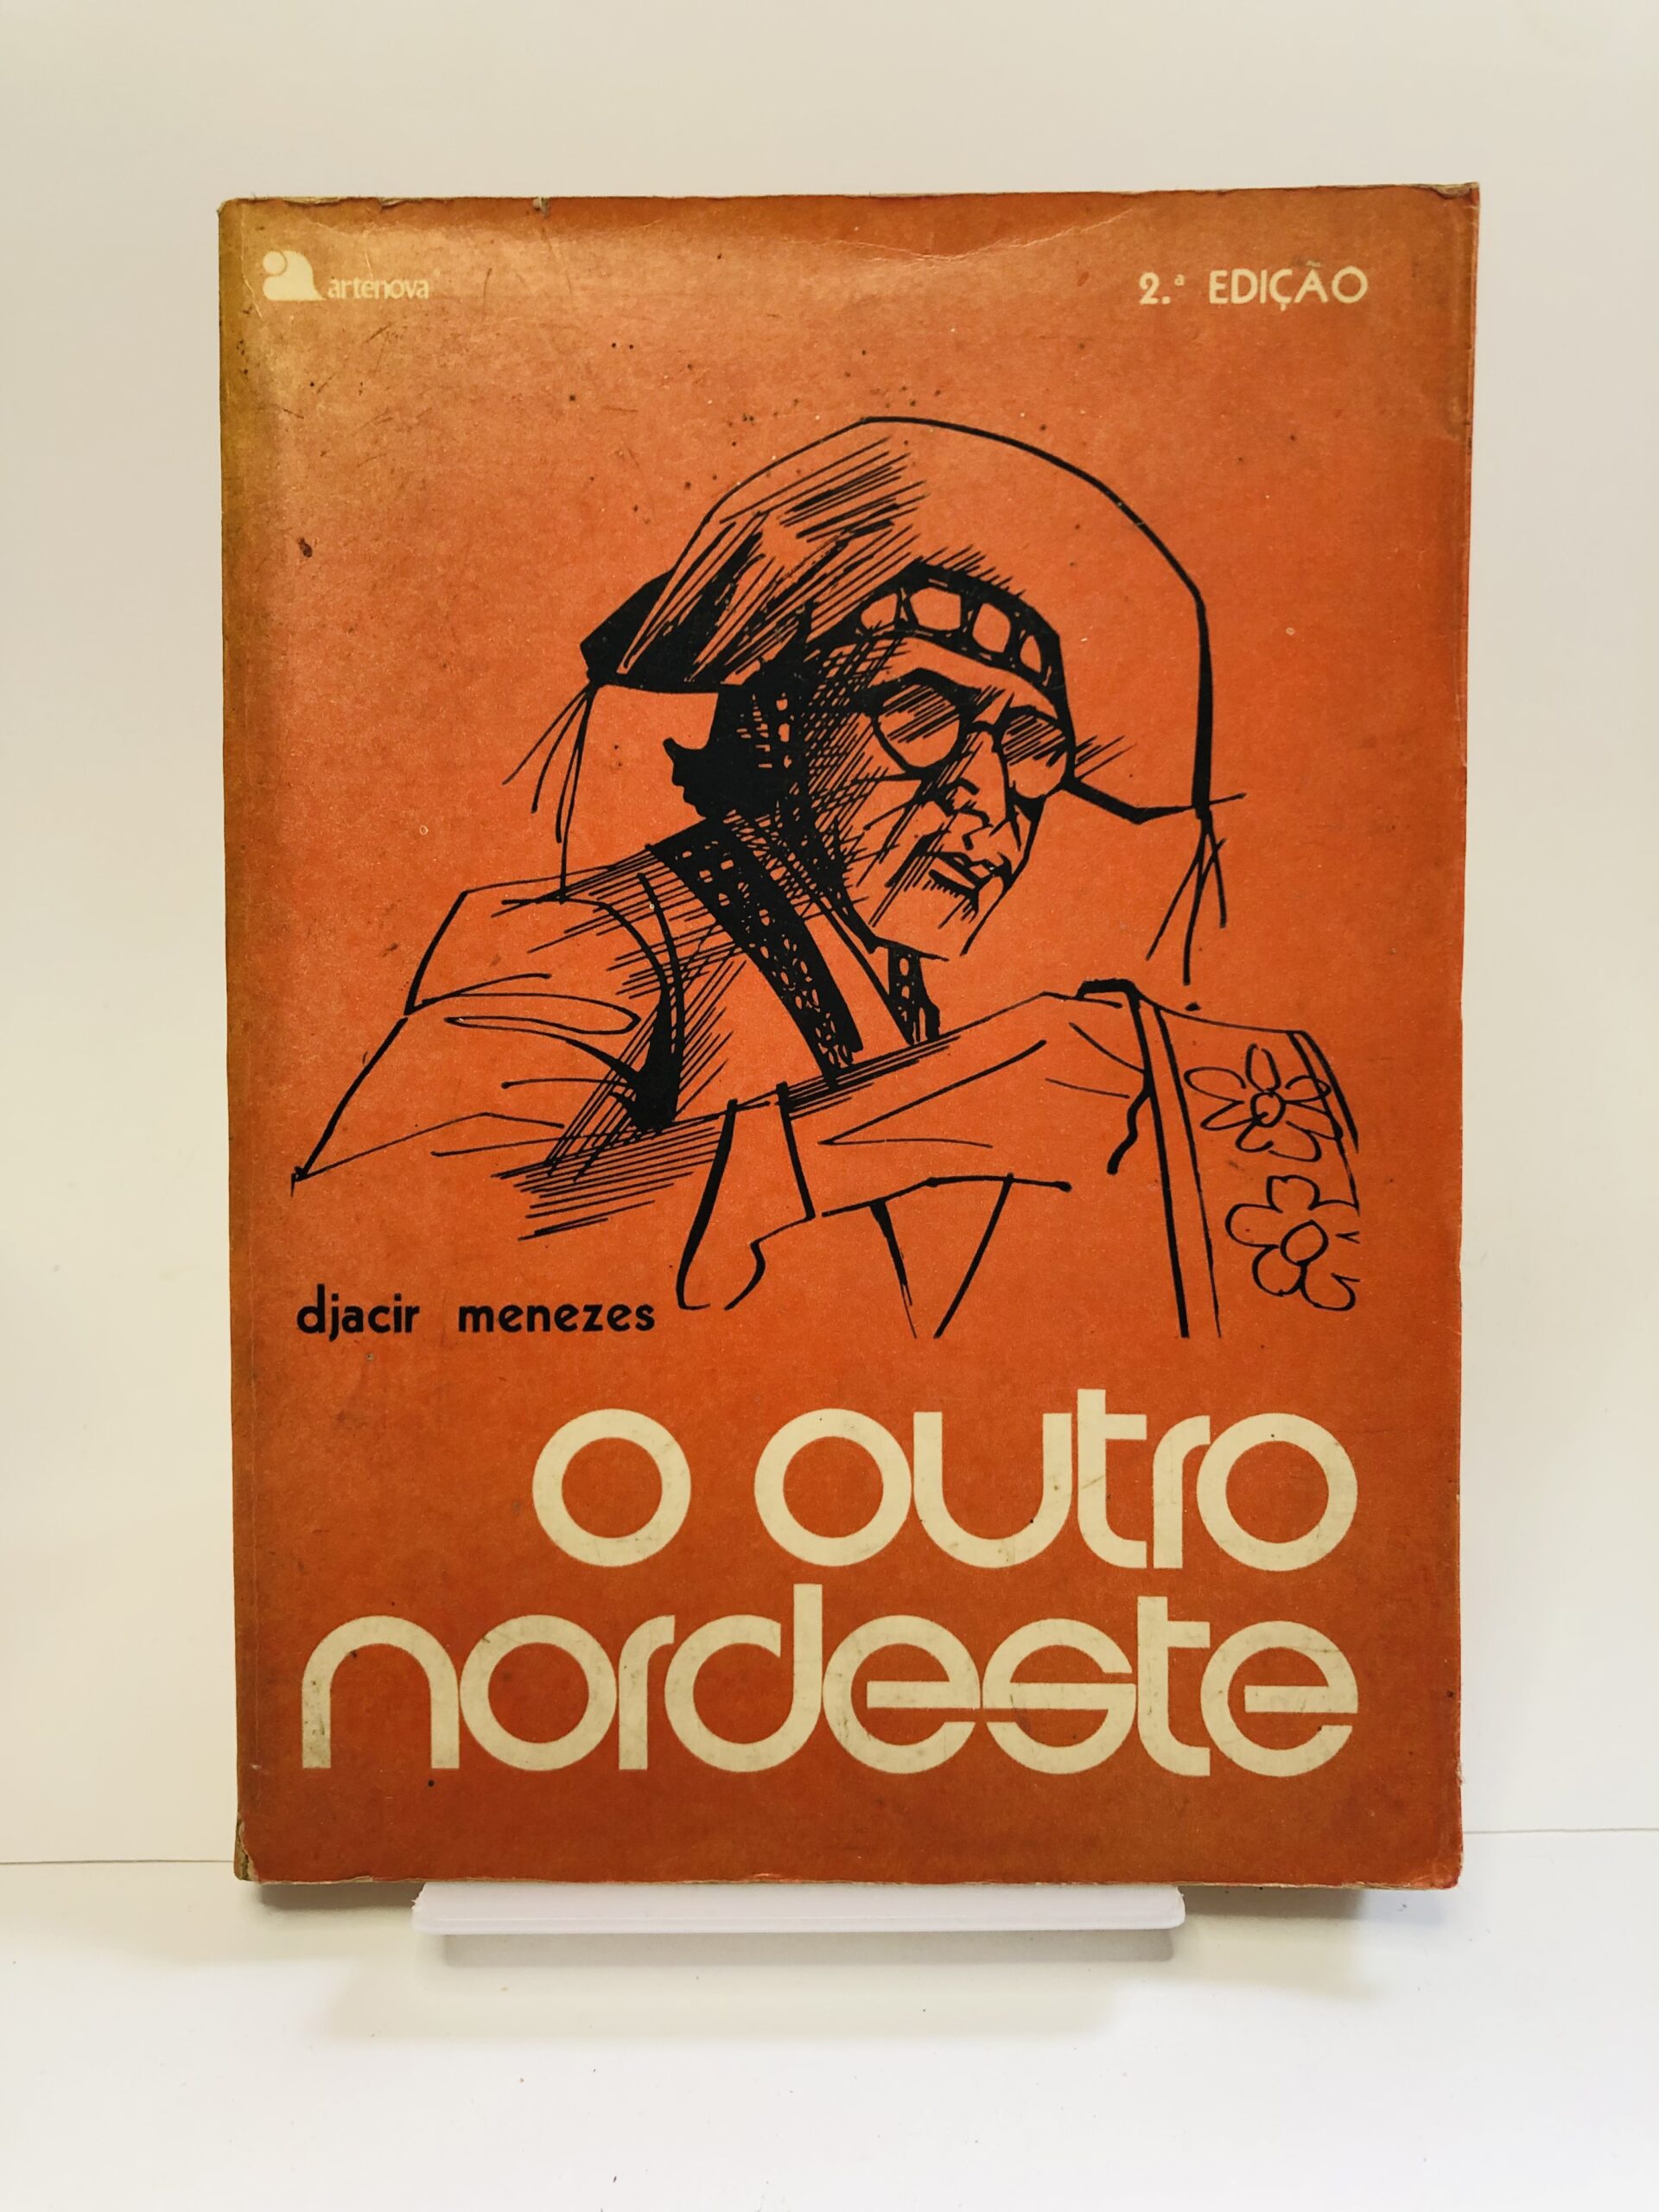 artenova
2.ª EDIÇÃO
djacir menezes
o outro
nordeste